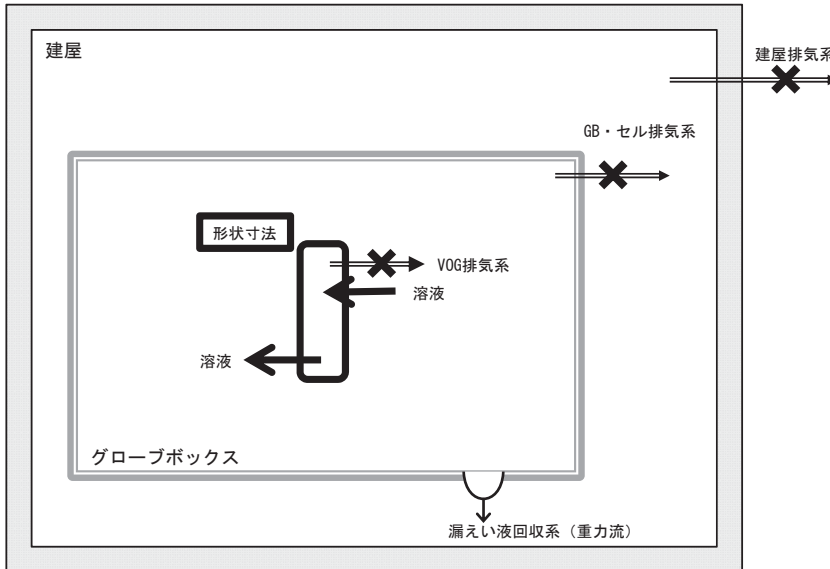 建屋
建屋排気系
GB・セル排気系
形状寸法
VOG排気系
溶液
溶液
グローブボックス
漏えい液回収系（重力流）